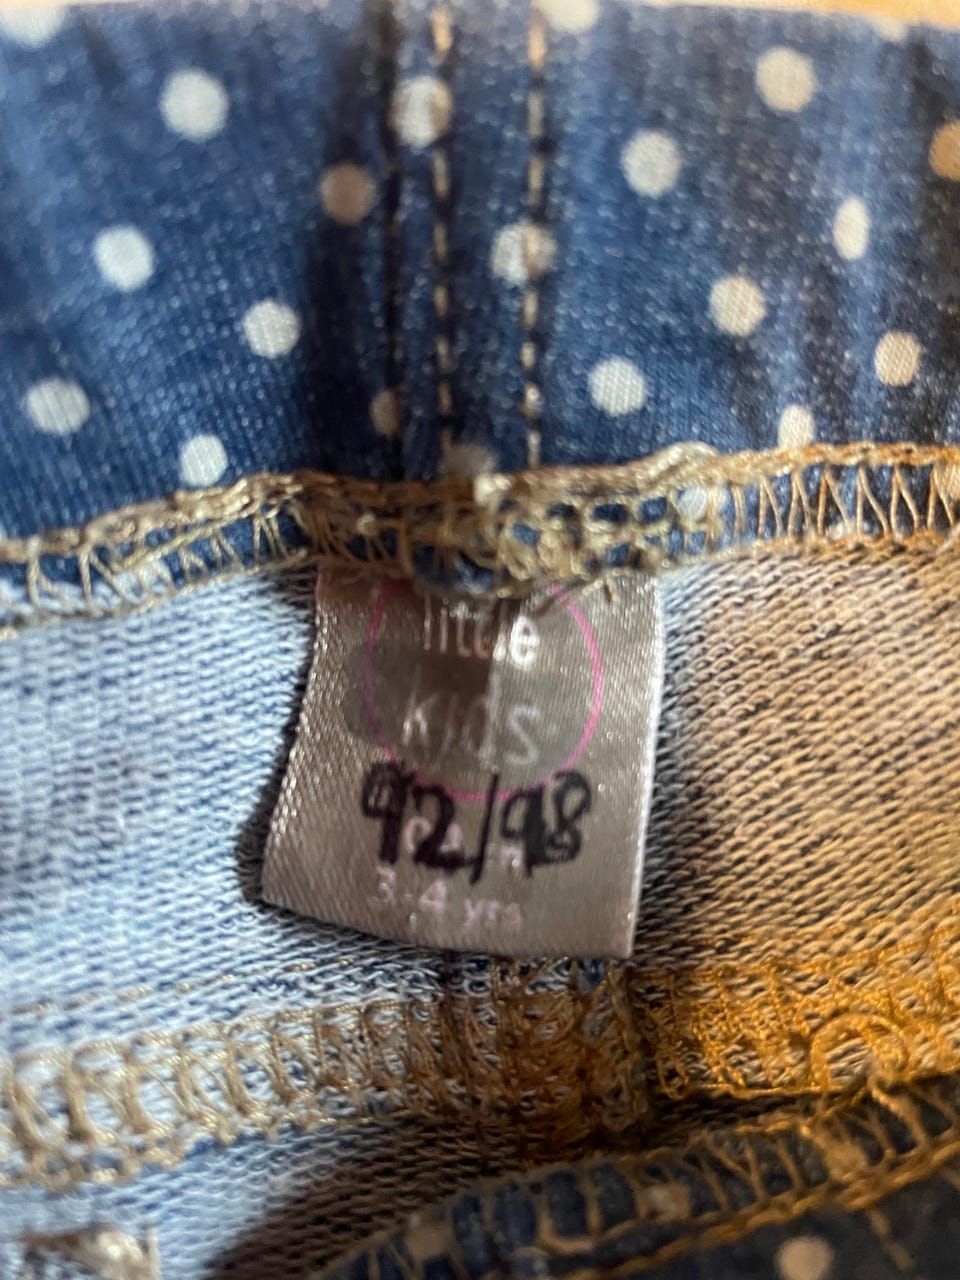 little
kids
92/98
3-4 yrs